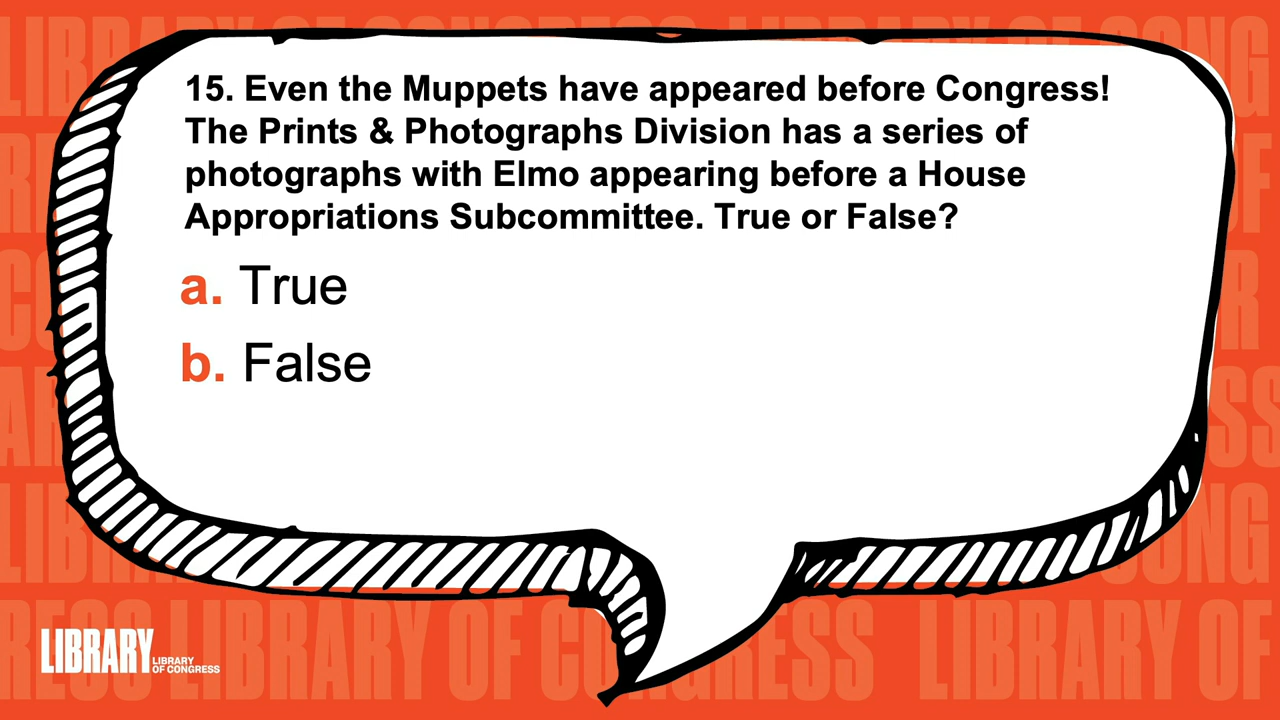 15. Even the Muppets have appeared before Congress!
The Prints & Photographs Division has a series of
photographs with Elmo appearing before a House
Appropriations Subcommittee. True or False?
a. True
b. False
LIBRARY
LIBRARY
OF CONGRESS